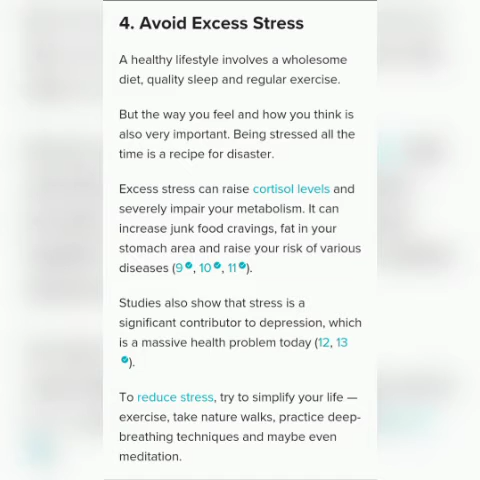 4. Avoid Excess Stress
A healthy lifestyle involves a wholesome
diet, quality sleep and regular exercise.
But the way you feel and how you think is
also very important. Being stressed all the
time is a recipe for disaster.
Excess stress can raise cortisol levels and
severely impair your metabolism. It can
increase junk food cravings, fat in your
stomach area and raise your risk of various
diseases (9, 10, 11).
Studies also show that stress is a
significant contributor to depression, which
is a massive health problem today (12, 13
).
To reduce stress, try to simplify your life —
exercise, take nature walks, practice deep-
breathing techniques and maybe even
meditation.